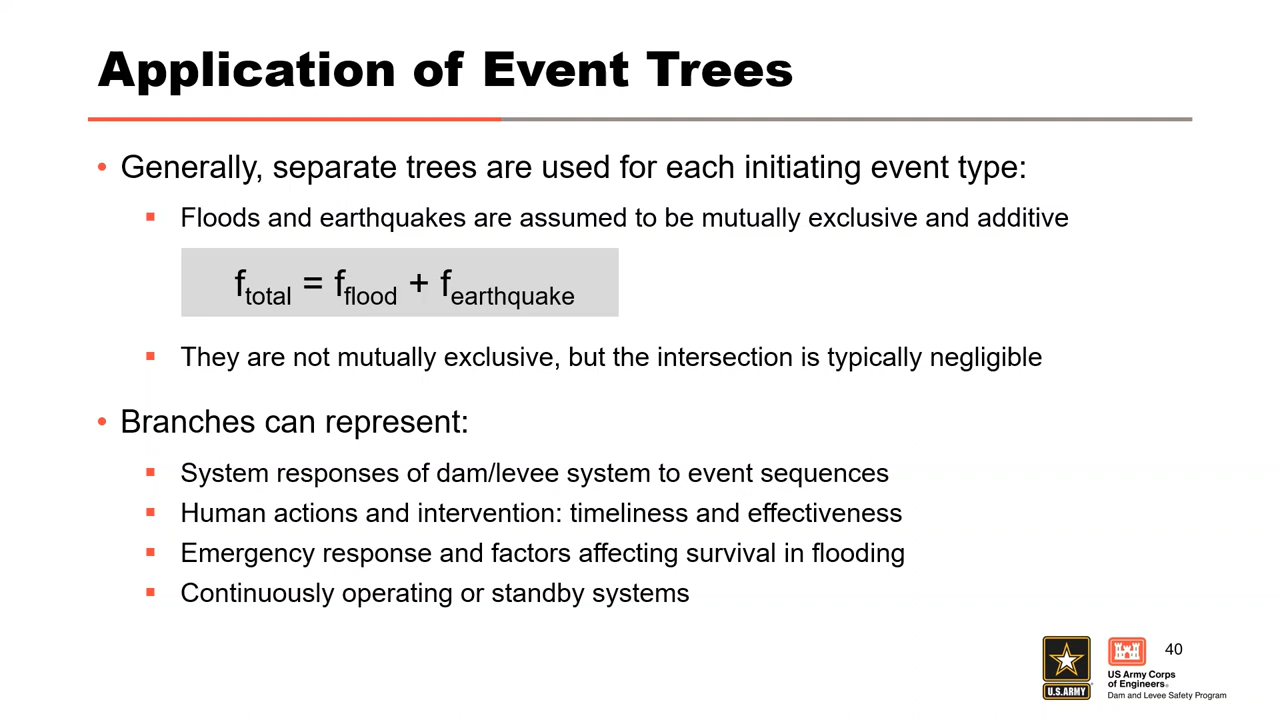 Application of Event Trees
• Generally, separate trees are used for each initiating event type:
▪ Floods and earthquakes are assumed to be mutually exclusive and additive
f_total = f_flood + f_earthquake
▪ They are not mutually exclusive, but the intersection is typically negligible
• Branches can represent:
▪ System responses of dam/levee system to event sequences
▪ Human actions and intervention: timeliness and effectiveness
▪ Emergency response and factors affecting survival in flooding
▪ Continuously operating or standby systems
40
U.S.ARMY
US Army Corps
of Engineers®
Dam and Levee Safety Program